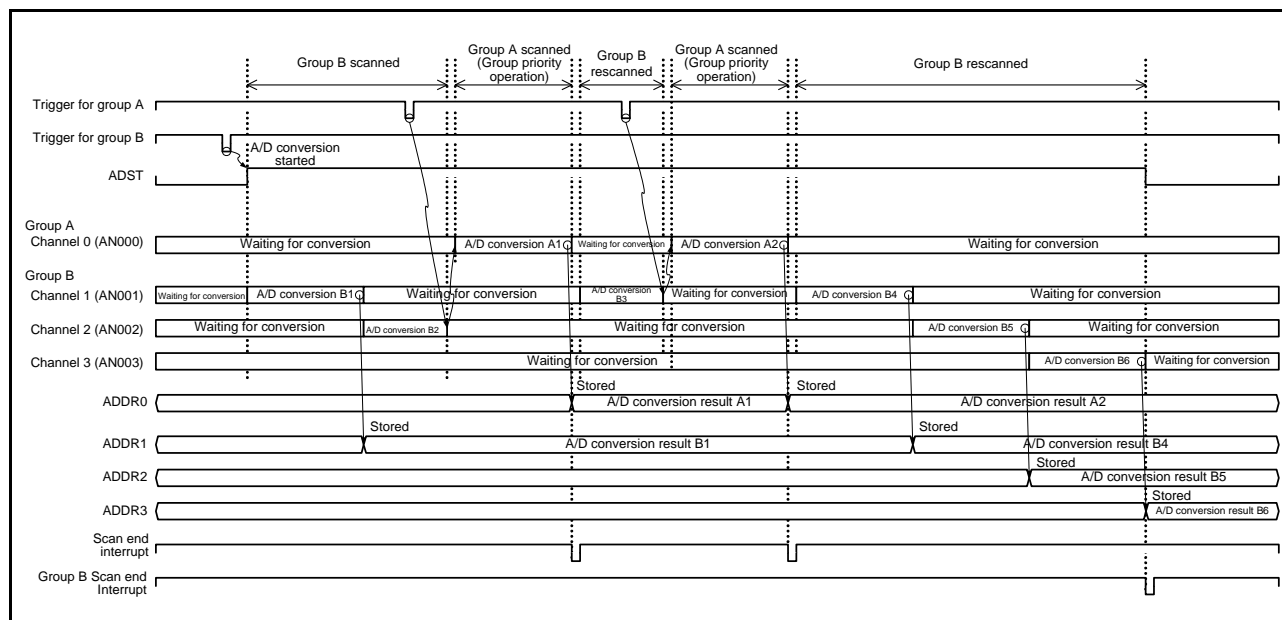 Group B scanned
Group A scanned
(Group priority
operation)
Group B
rescanned
Group A scanned
(Group priority
operation)
Group B rescanned
Trigger for group A
Trigger for group B
A/D conversion
started
ADST
Group A
Channel 0 (AN000)
Waiting for conversion
A/D conversion A1
Waiting for conversion
A/D conversion A2
Waiting for conversion
Group B
Channel 1 (AN001)
Waiting for conversion
A/D conversion B1
Waiting for conversion
A/D conversion
B3
Waiting for conversion
A/D conversion B4
Waiting for conversion
Channel 2 (AN002)
Waiting for conversion
A/D conversion B2
Waiting for conversion
A/D conversion B5
Waiting for conversion
Channel 3 (AN003)
Waiting for conversion
A/D conversion B6
Waiting for conversion
Stored
Stored
ADDR0
A/D conversion result A1
A/D conversion result A2
Stored
Stored
ADDR1
A/D conversion result B1
A/D conversion result B4
Stored
ADDR2
A/D conversion result B5
Stored
ADDR3
A/D conversion result B6
Scan end
interrupt
Group B Scan end
Interrupt